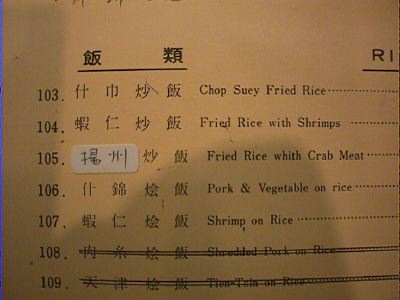 飯 類 RI
103. 什巾炒飯 Chop Suey Fried Rice
104. 蝦仁炒飯 Fried Rice with Shrimps
105. 揚州炒飯 Fried Rice whith Crab Meat
106. 什錦燴飯 Pork & Vegetable on rice
107. 蝦仁燴飯 Shrimp on Rice
108. 肉糸燴飯 Shredded Pork on Rice
109. 天津燴飯 Tien-Tsin on Rice